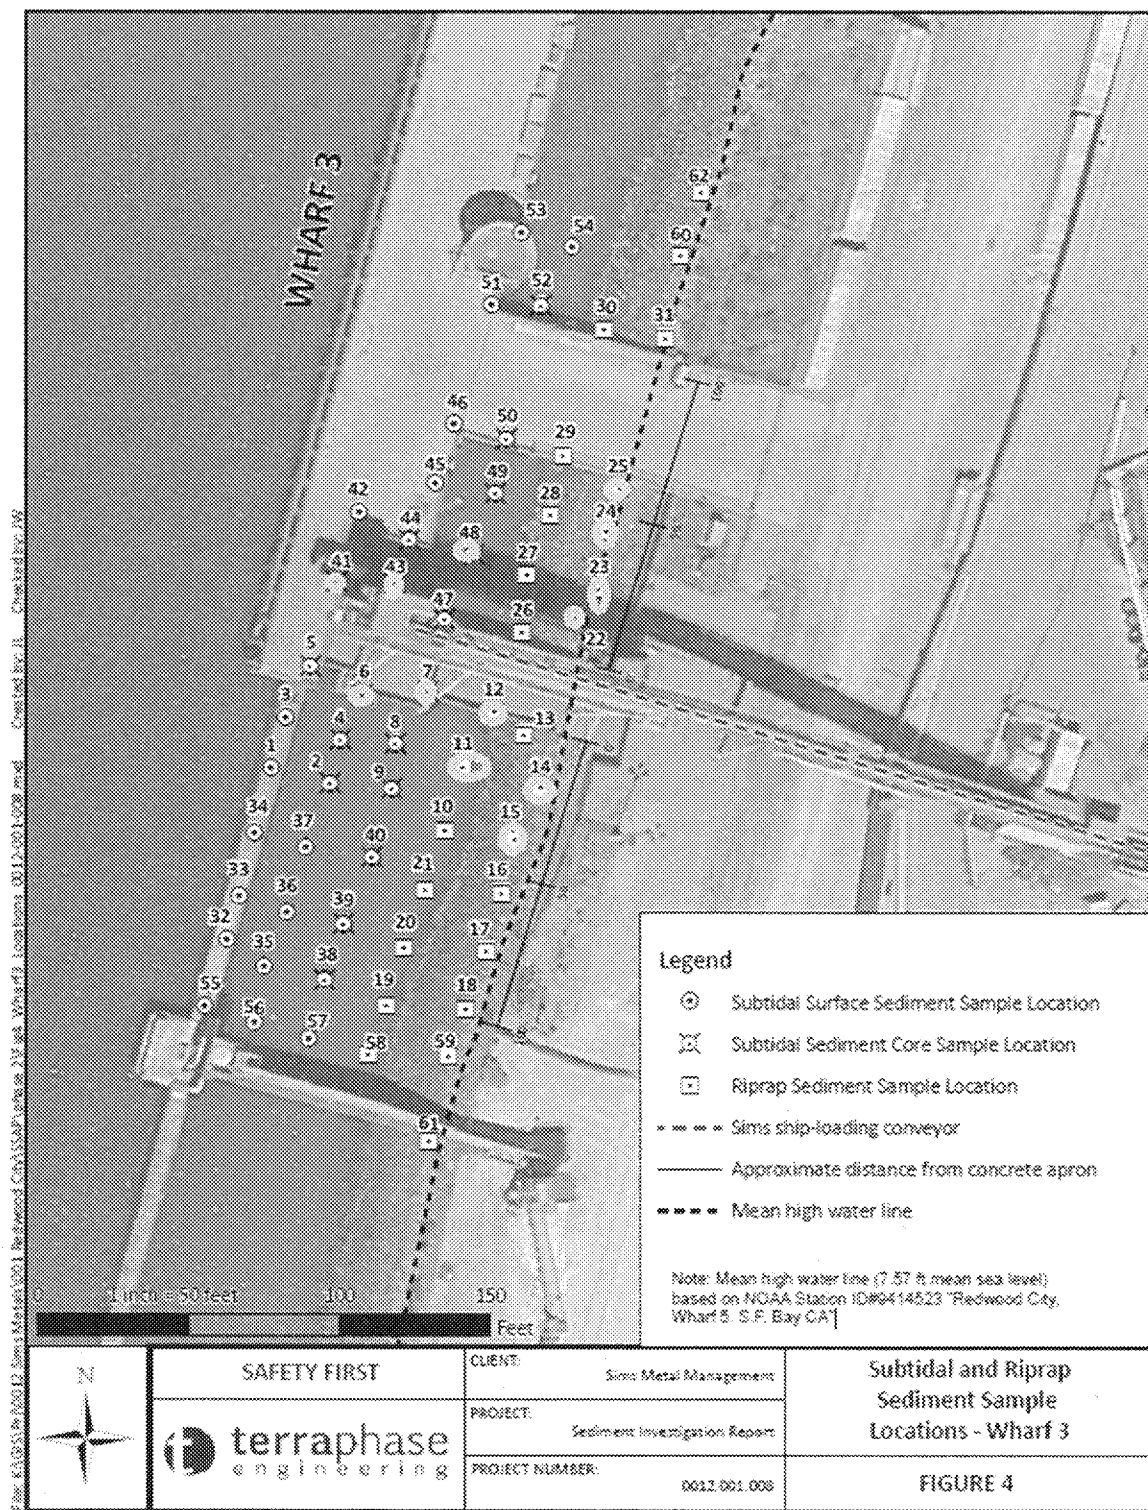 WHARF 3
62
53
54
60
51
52
30
31
100
46
50
29
45
49
25
42
28
44
24
48
41
43
27
23
47
26
22
5
6
7
12
3
4
8
13
1
2
11
9
14
34
37
10
15
40
33
21
16
36
39
32
20
17
35
38
55
19
18
56
57
58
59
61
Legend
Subtidal Surface Sediment Sample Location
Subtidal Sediment Core Sample Location
Riprap Sediment Sample Location
Sims ship-loading conveyor
Approximate distance from concrete apron
Mean high water line
Note: Mean high water line (7.57 ft mean sea level)
based on NOAA Station ID#9414523 "Redwood City,
Wharf 5. S.F. Bay CA"
0 1 inch = 50 feet 100 150
Feet
N
SAFETY FIRST
terraphase
engineering
CLIENT:
Sims Metal Management
PROJECT:
Sediment Investigation Report
PROJECT NUMBER:
0012.001.008
Subtidal and Riprap
Sediment Sample
Locations - Wharf 3
FIGURE 4